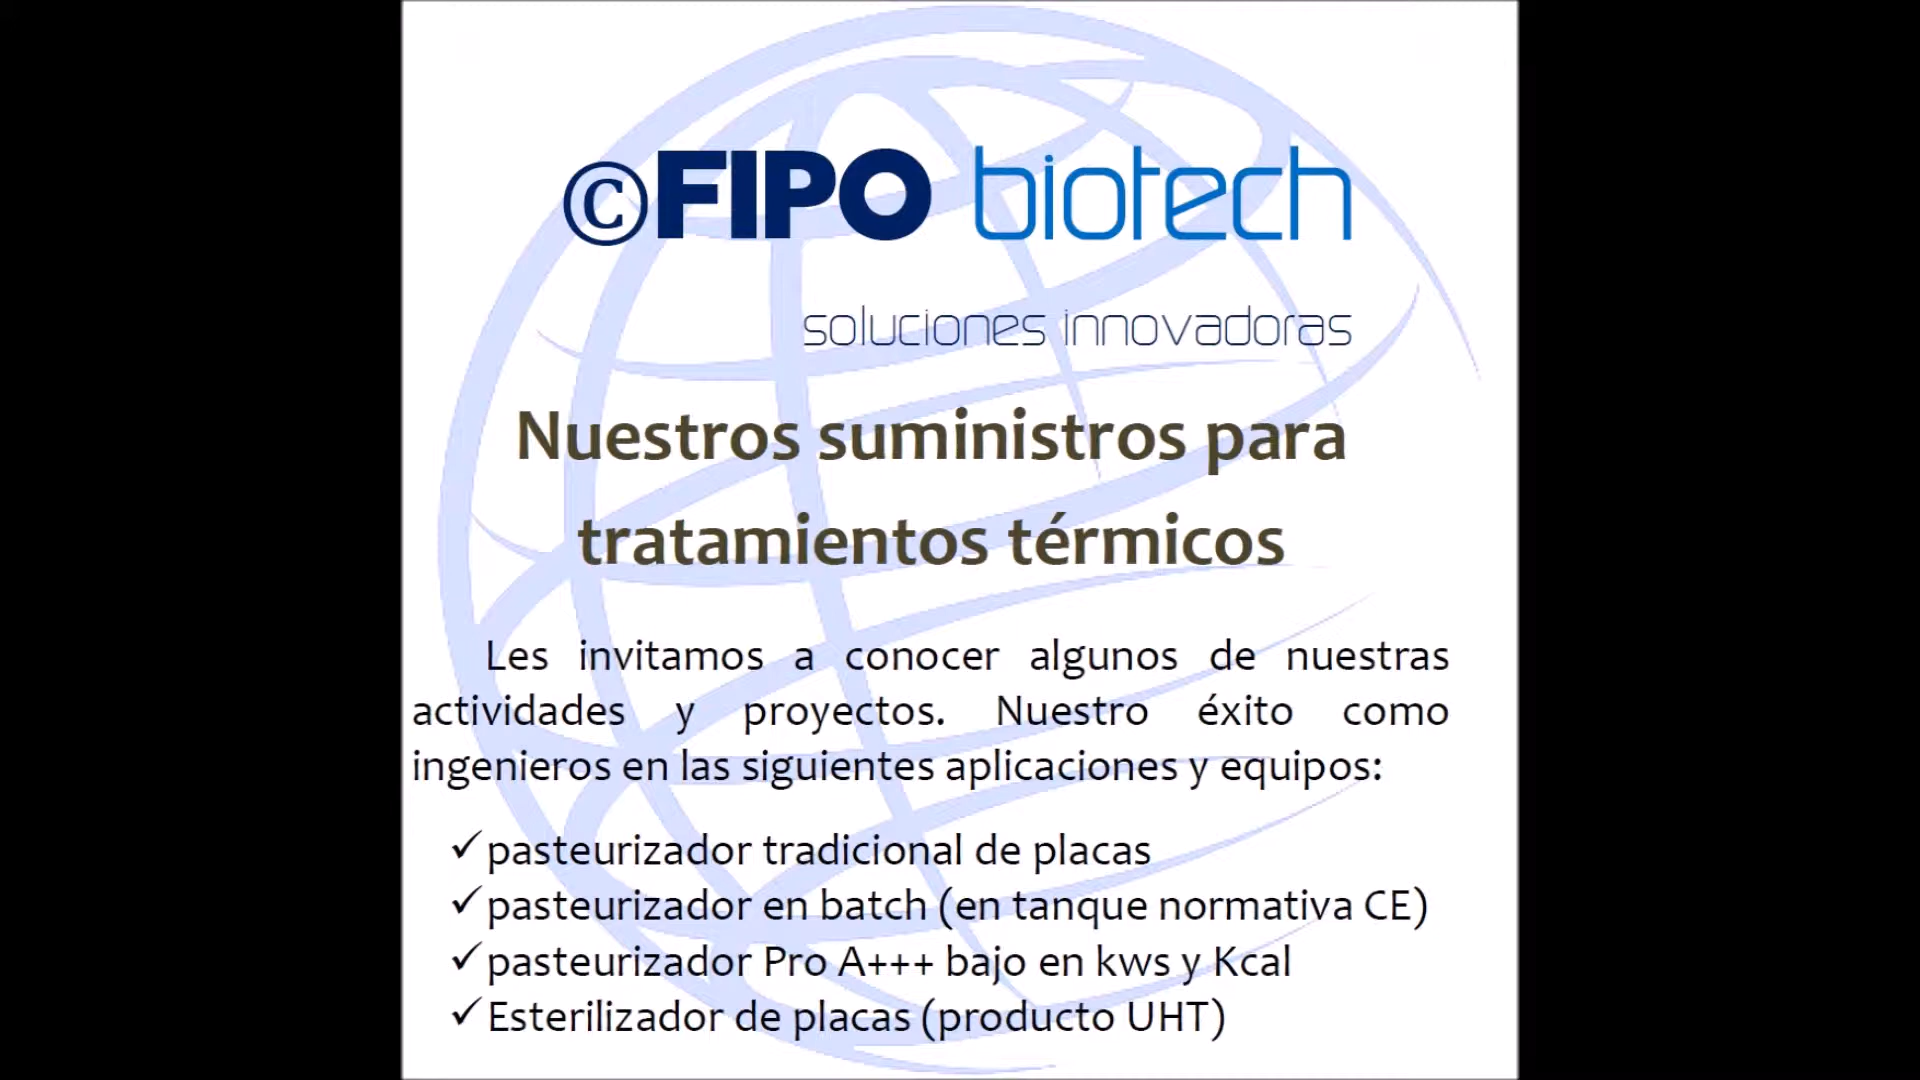 ©FIPO biotech
soluciones innovadoras
Nuestros suministros para
tratamientos térmicos
Les invitamos a conocer algunos de nuestras
actividades y proyectos. Nuestro éxito como
ingenieros en las siguientes aplicaciones y equipos:
✓pasteurizador tradicional de placas
✓pasteurizador en batch (en tanque normativa CE)
✓pasteurizador Pro A+++ bajo en kws y Kcal
✓Esterilizador de placas (producto UHT)